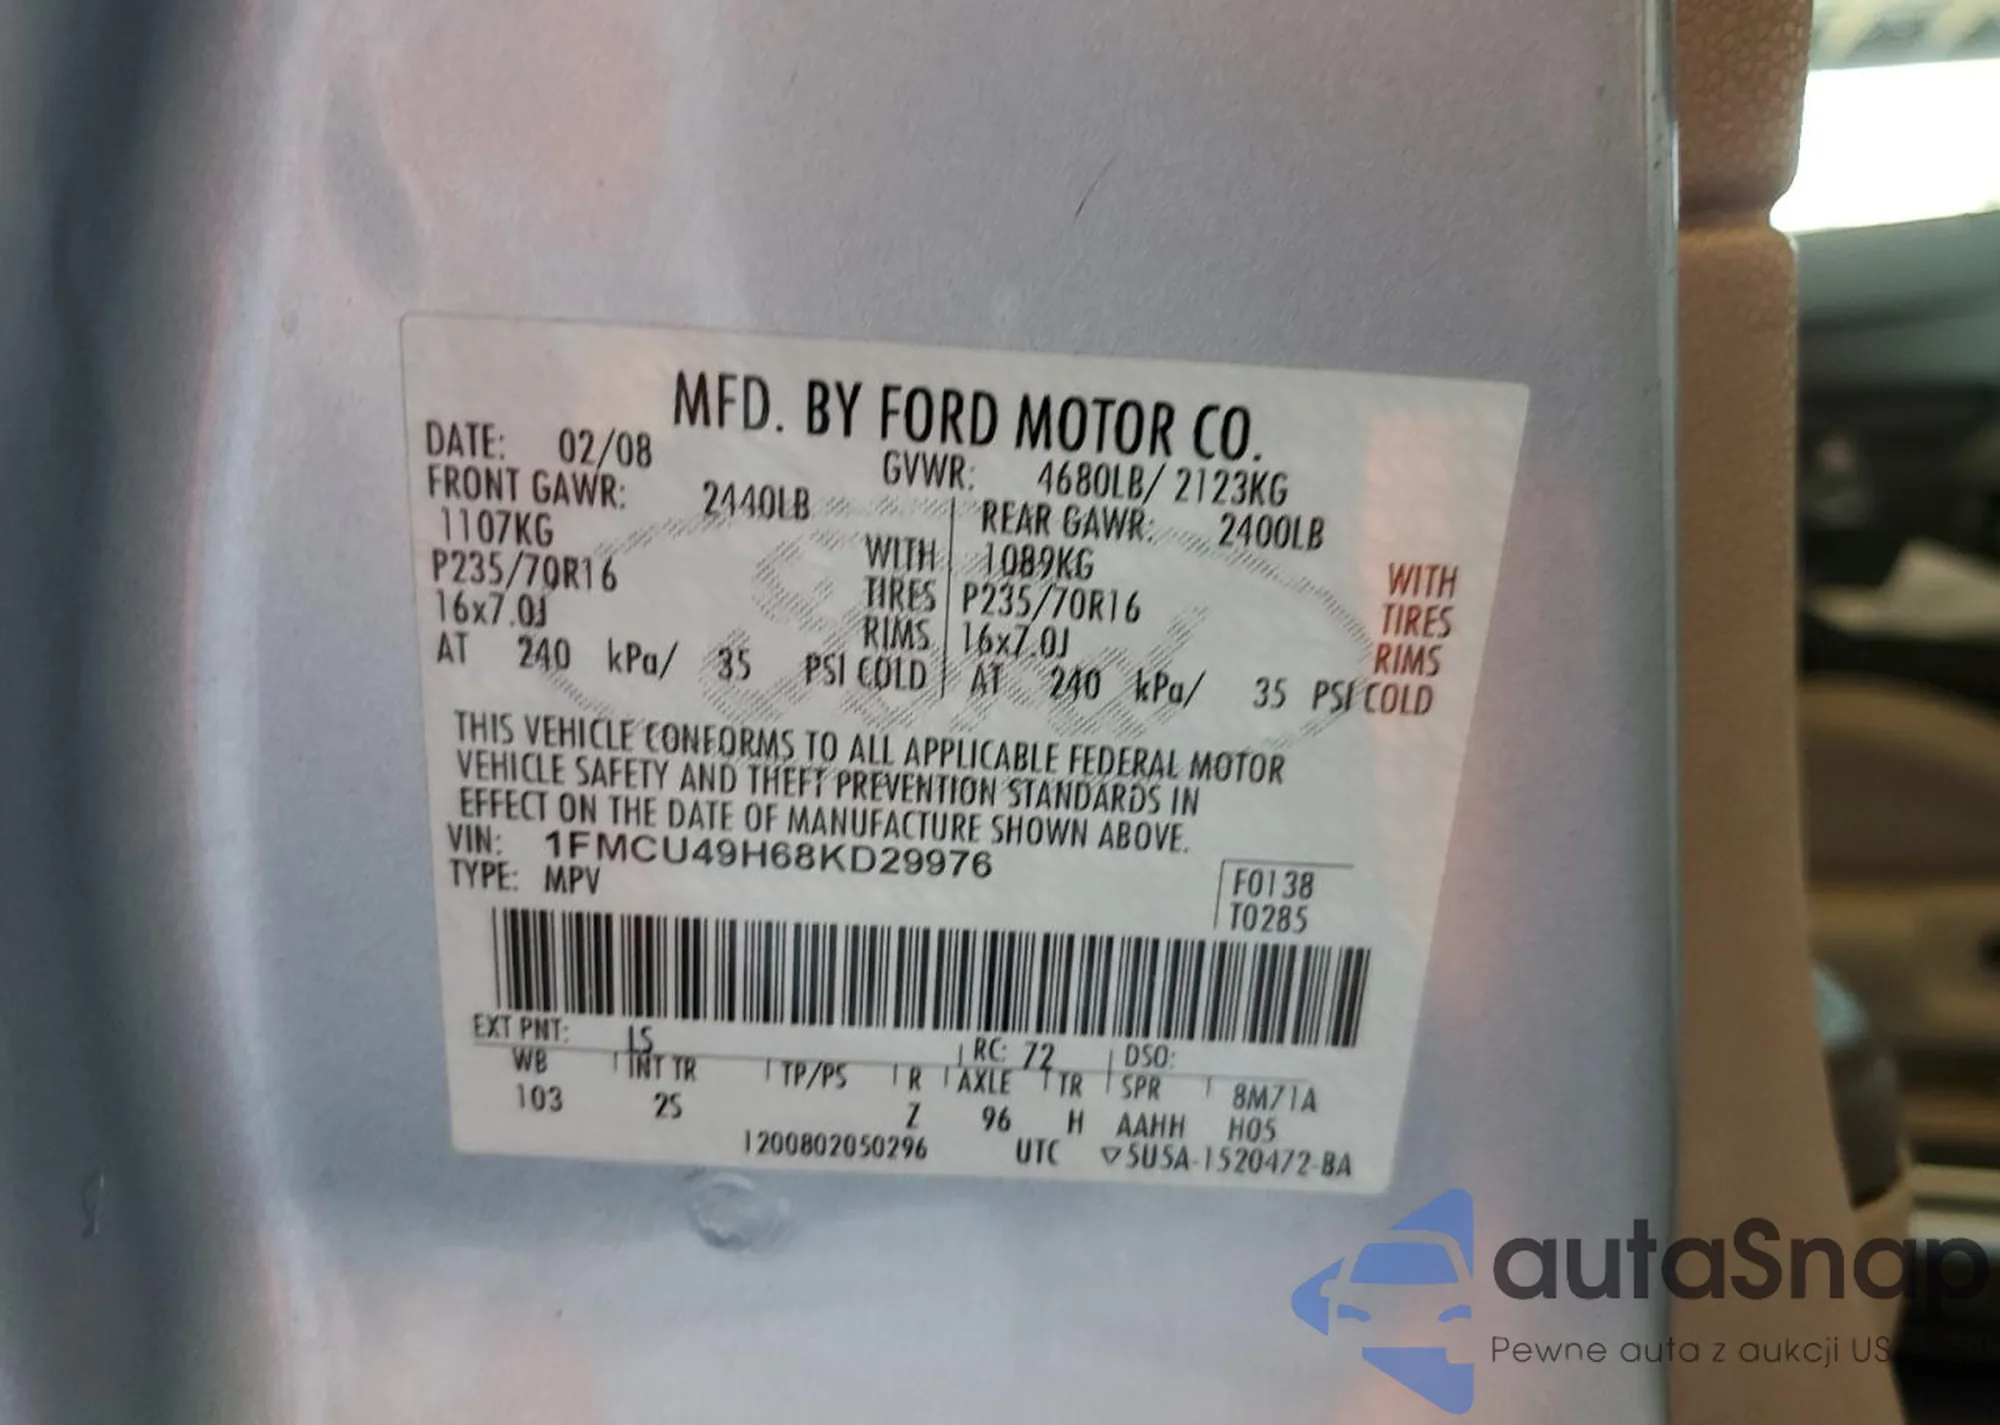 MFD. BY FORD MOTOR CO.
DATE: 02/08 GVWR: 4680LB/ 2123KG
FRONT GAWR: 2440LB REAR GAWR: 2400LB
1107KG WITH 1089KG WITH
P235/70R16 TIRES P235/70R16 TIRES
16x7.0J RIMS 16x7.0J RIMS
AT 240 kPa/ 35 PSI COLD AT 240 kPa/ 35 PSI COLD
THIS VEHICLE CONFORMS TO ALL APPLICABLE FEDERAL MOTOR
VEHICLE SAFETY AND THEFT PREVENTION STANDARDS IN
EFFECT ON THE DATE OF MANUFACTURE SHOWN ABOVE.
VIN: 1FMCU49H68KD29976
TYPE: MPV
F0138
T0285
EXT PNT: LS RC: 72 DSO:
WB INT TR TP/PS R AXLE TR SPR 8M71A
103 2S Z 96 H AAHH H05
1200802050296 UTC ▽5U5A-1520472-BA
autaSnap
Pewne auta z aukcji US